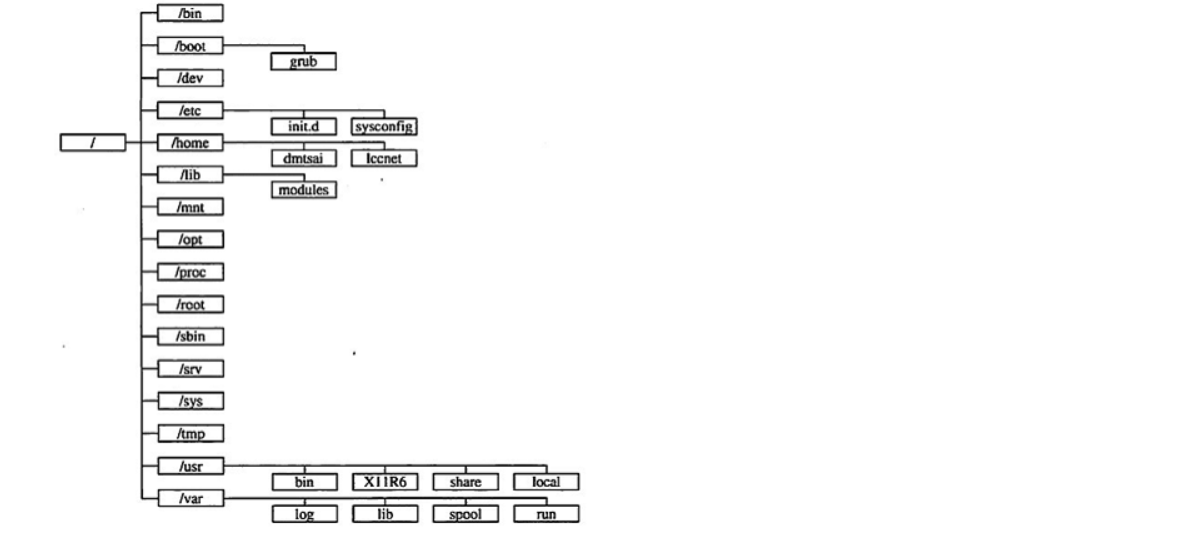 /bin
/boot
grub
/dev
/etc
init.d sysconfig
/ /home
dmtsai lccnet
/lib
modules
/mnt
/opt
/proc
/root
/sbin
/srv
/sys
/tmp
/usr
bin X11R6 share local
/var
log lib spool run